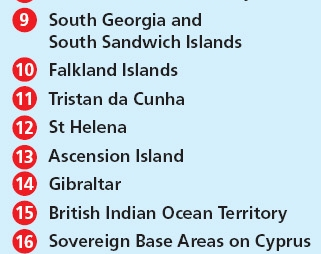 9 South Georgia and
South Sandwich Islands
10 Falkland Islands
11 Tristan da Cunha
12 St Helena
13 Ascension Island
14 Gibraltar
15 British Indian Ocean Territory
16 Sovereign Base Areas on Cyprus